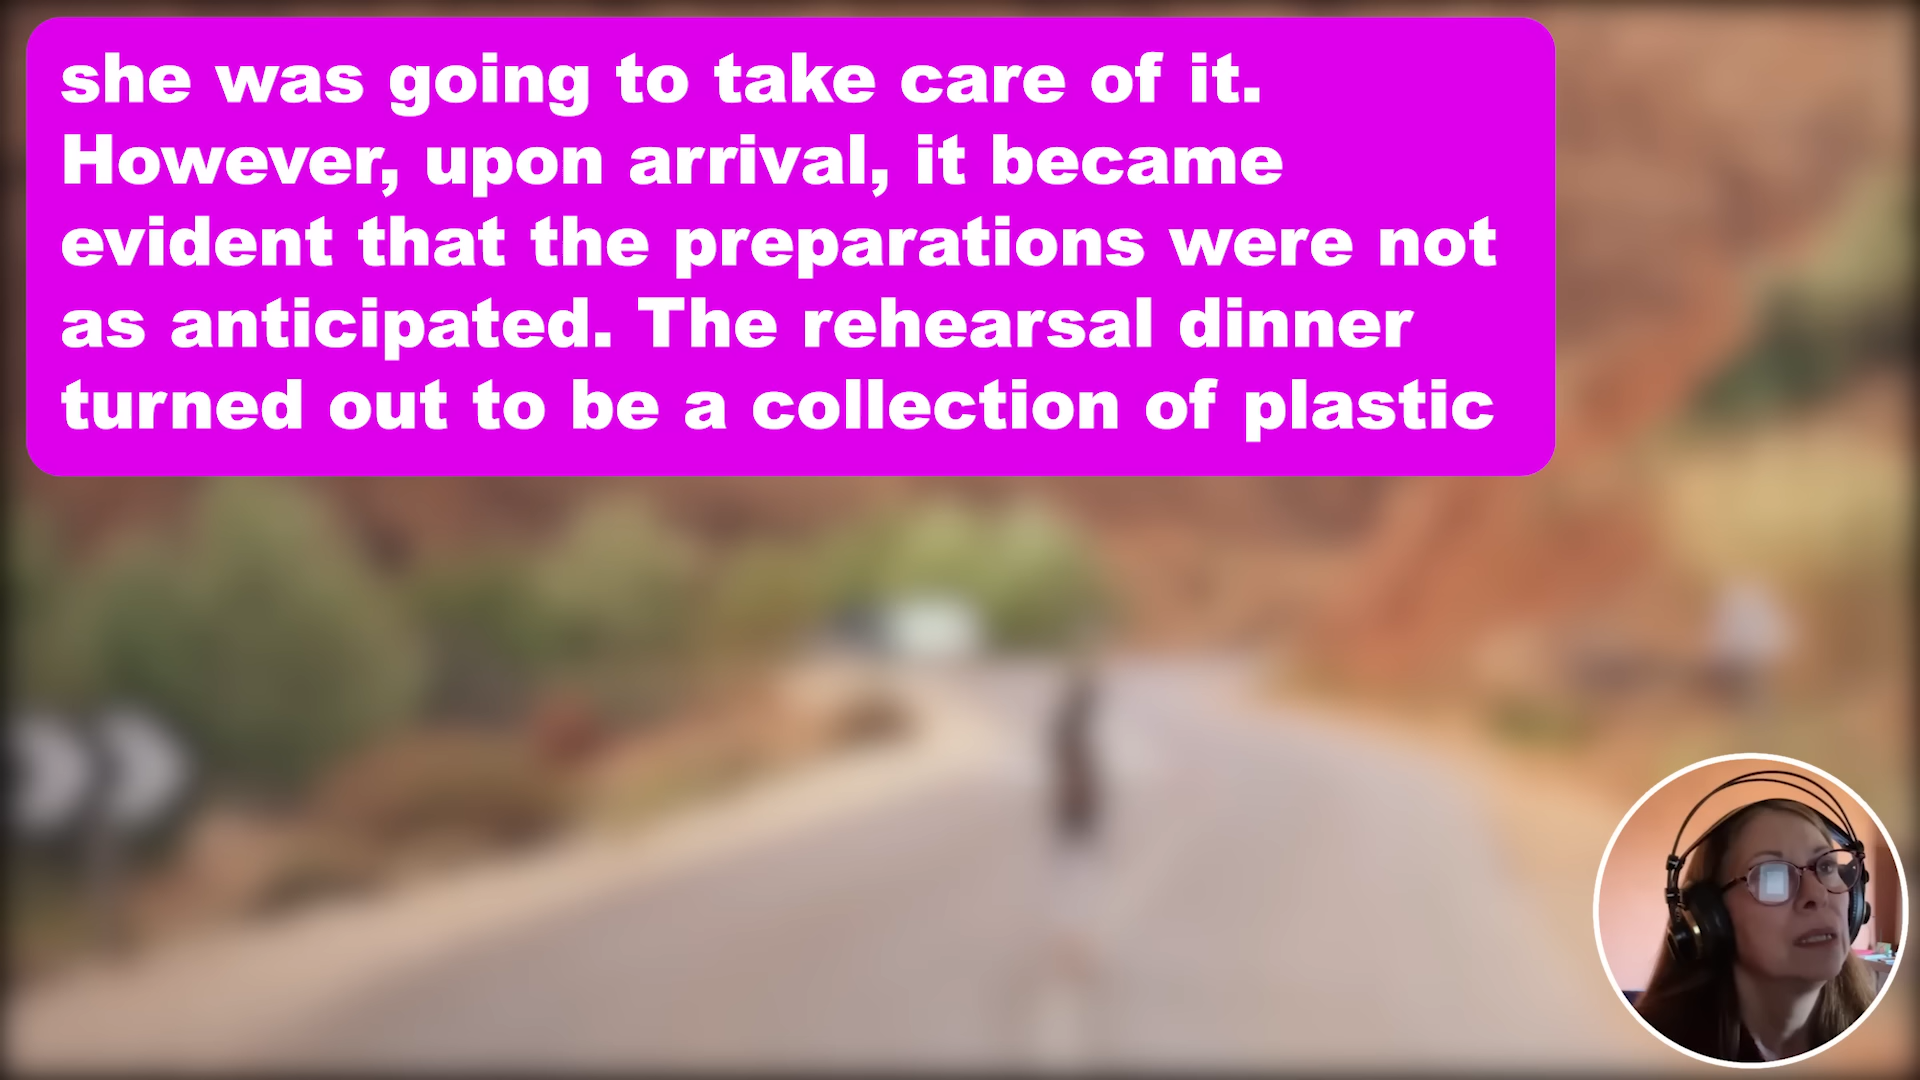 she was going to take care of it.
However, upon arrival, it became
evident that the preparations were not
as anticipated. The rehearsal dinner
turned out to be a collection of plastic